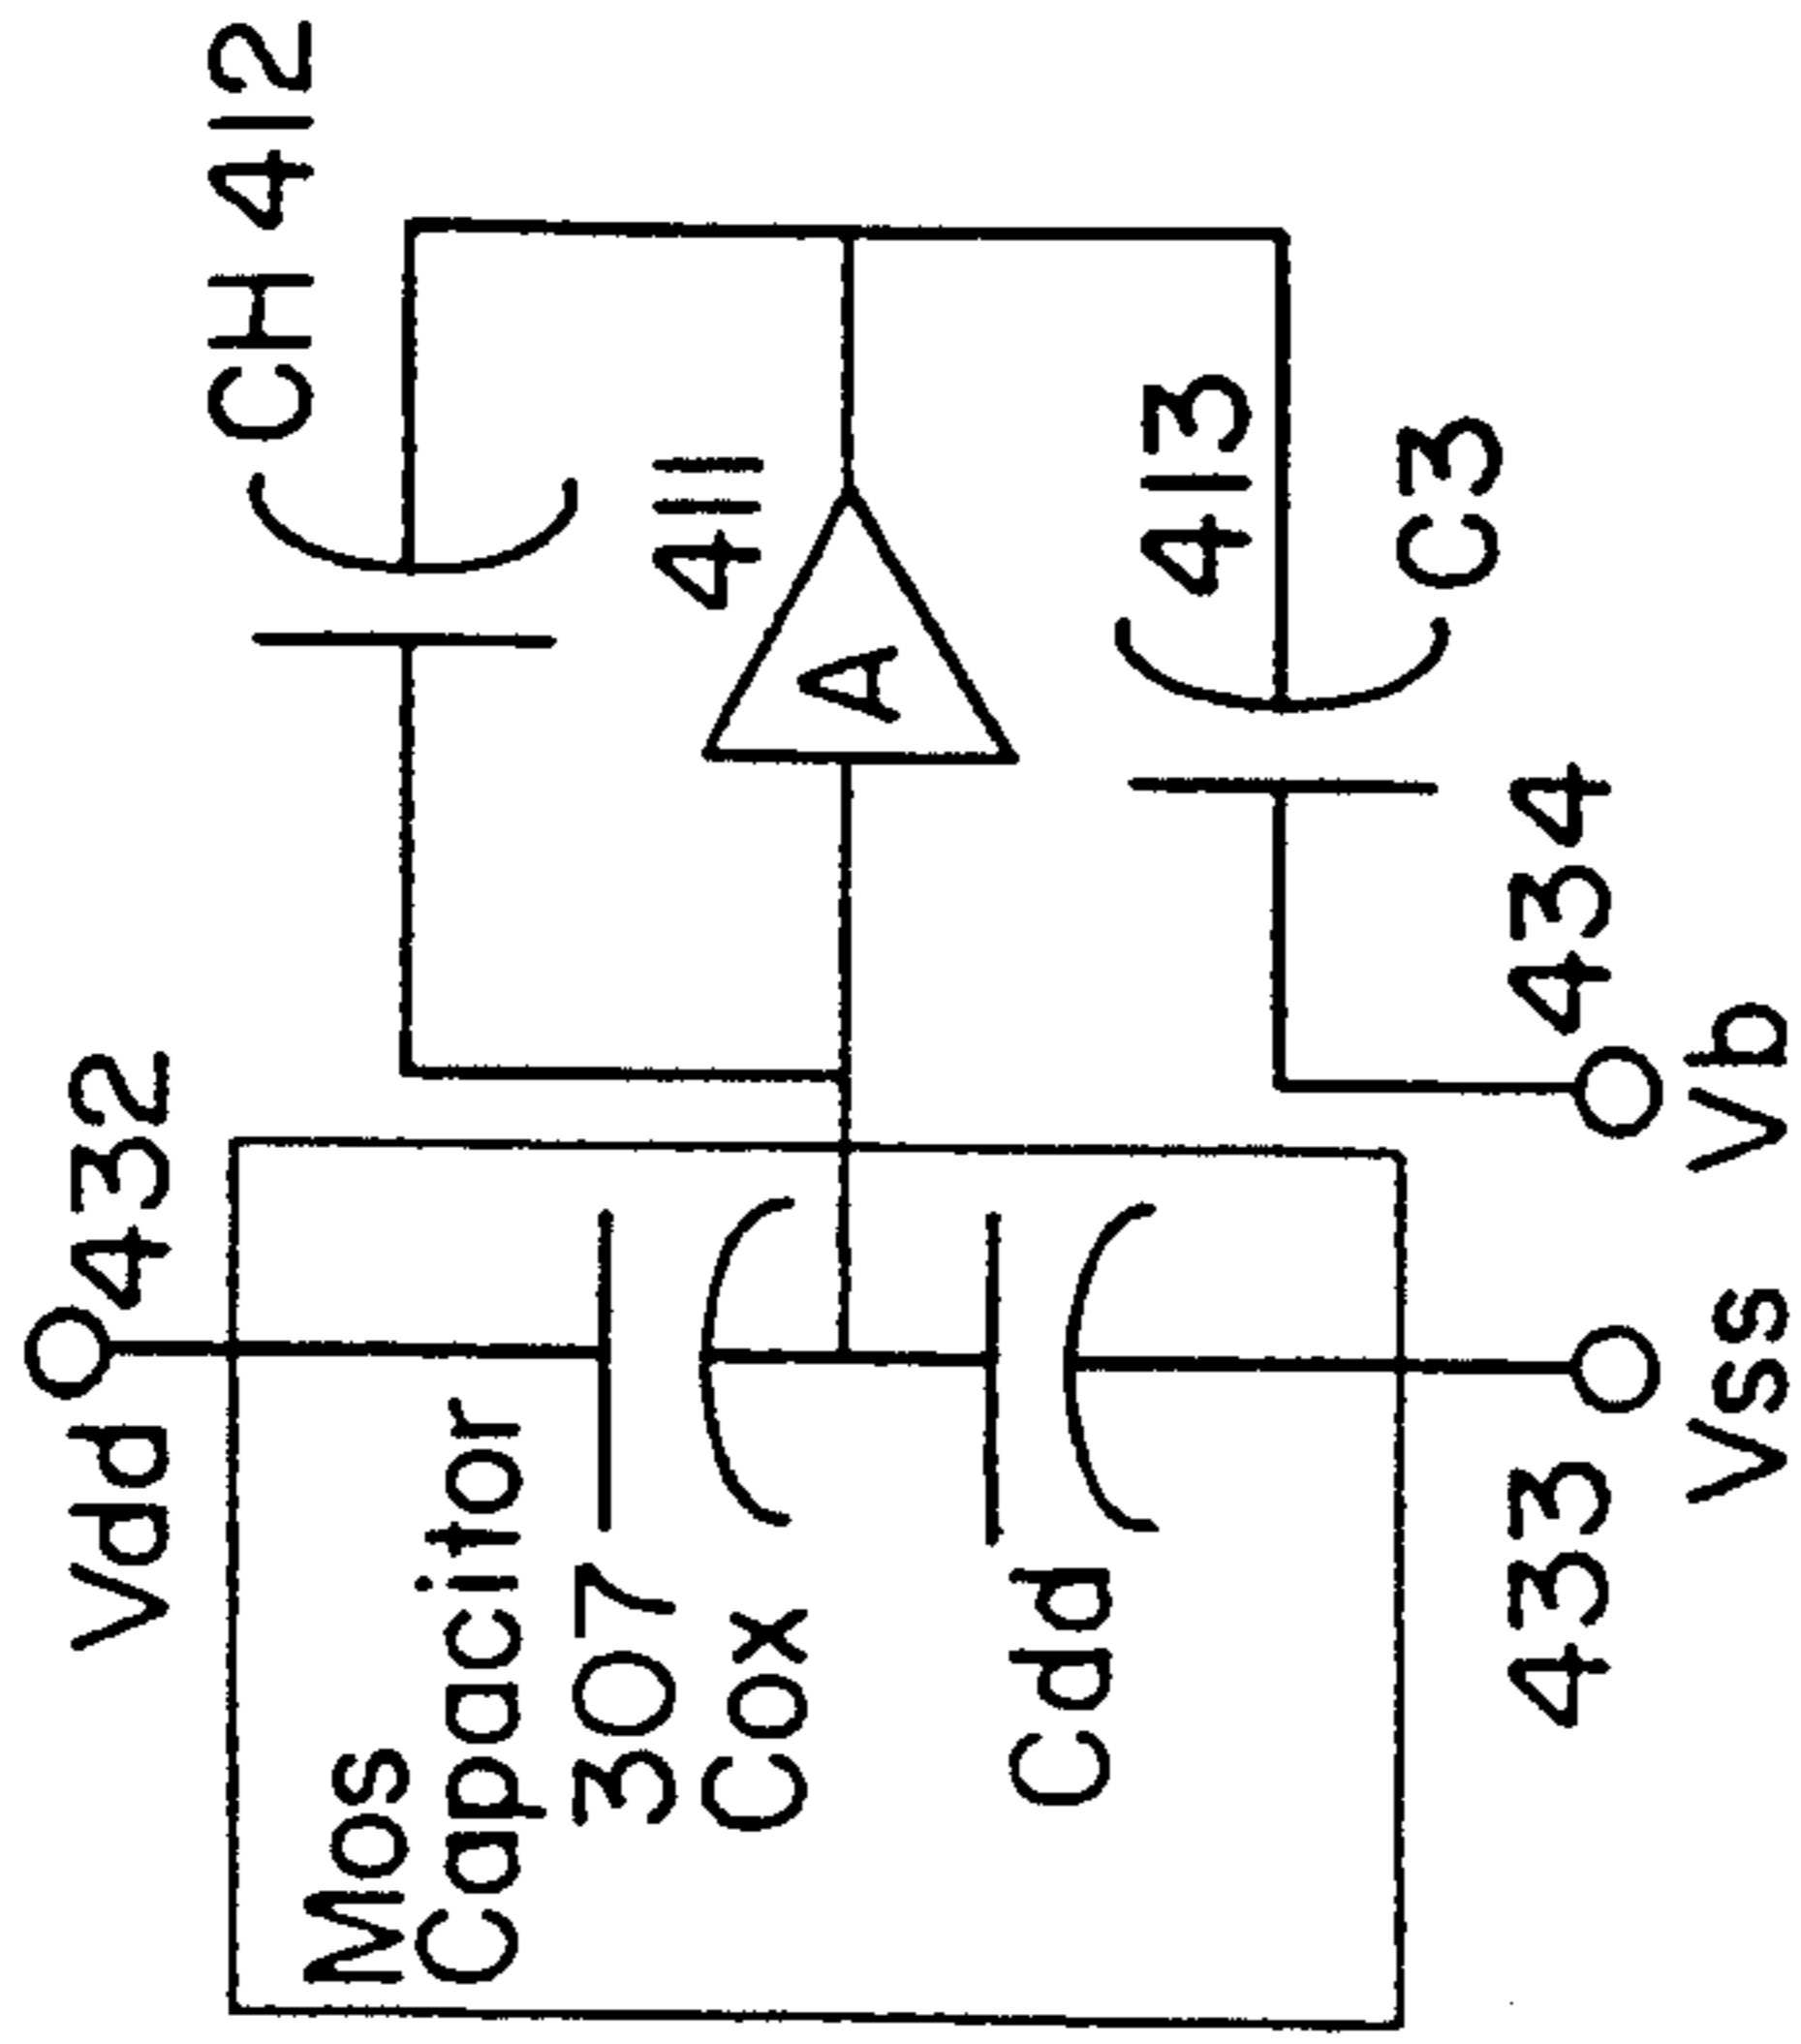 Vdd
432
CH 412
Mos
Capacitor
307
Cox
411
A
413
C3
Cdd
433
434
Vss
Vb